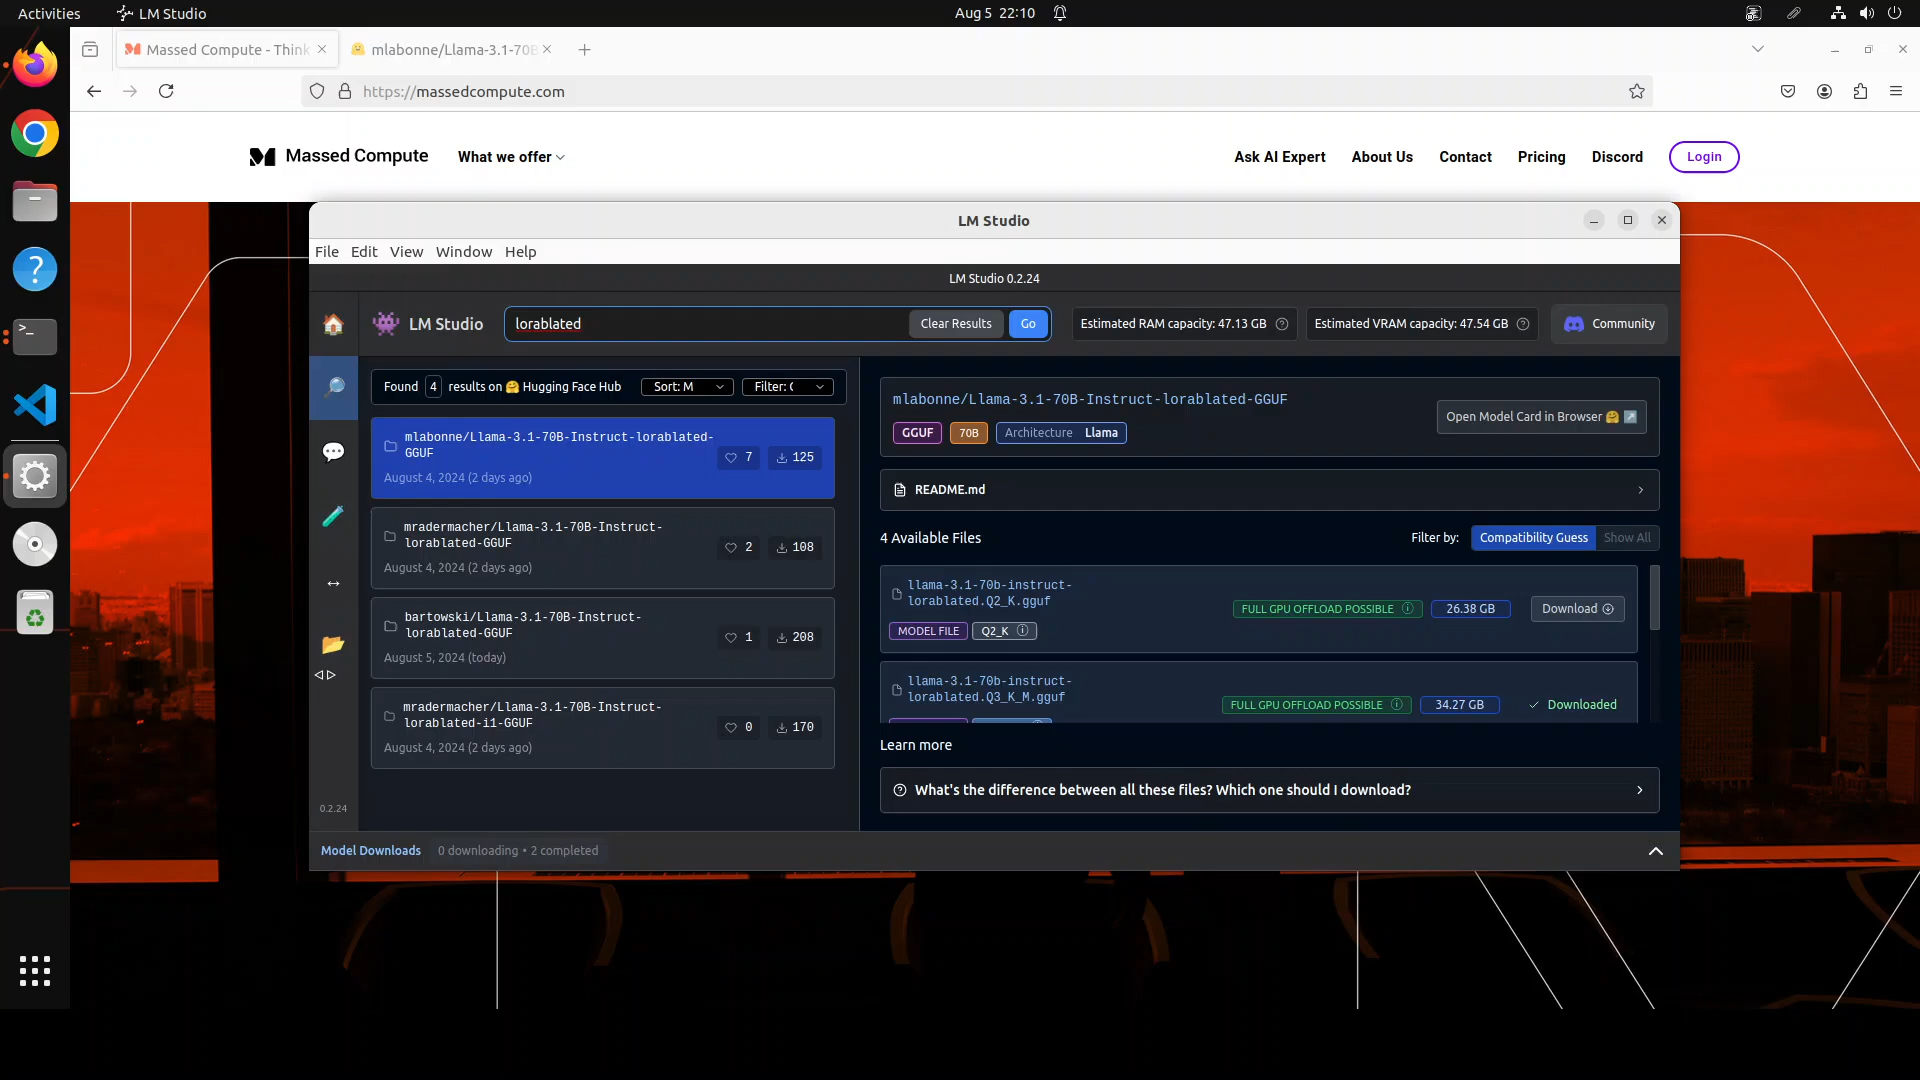 Activities
LM Studio
Aug 5 22:10
Massed Compute - Think
mlabonne/Llama-3.1-70B
https://massedcompute.com
Massed Compute
What we offer
Ask AI Expert
About Us
Contact
Pricing
Discord
Login
LM Studio
File Edit View Window Help
LM Studio 0.2.24
LM Studio
lorablated
Clear Results
Go
Estimated RAM capacity: 47.13 GB
Estimated VRAM capacity: 47.54 GB
Community
Found 4 results on 🤗 Hugging Face Hub
Sort: M
Filter: (
mlabonne/Llama-3.1-70B-Instruct-lorablated-
GGUF
7
125
August 4, 2024 (2 days ago)
mradermacher/Llama-3.1-70B-Instruct-
lorablated-GGUF
2
108
August 4, 2024 (2 days ago)
bartowski/Llama-3.1-70B-Instruct-
lorablated-GGUF
1
208
August 5, 2024 (today)
mradermacher/Llama-3.1-70B-Instruct-
lorablated-i1-GGUF
0
170
August 4, 2024 (2 days ago)
0.2.24
mlabonne/Llama-3.1-70B-Instruct-lorablated-GGUF
GGUF
70B
Architecture Llama
Open Model Card in Browser 🤗
README.md
4 Available Files
Filter by:
Compatibility Guess
Show All
llama-3.1-70b-instruct-
lorablated.Q2_K.gguf
FULL GPU OFFLOAD POSSIBLE
26.38 GB
Download
MODEL FILE
Q2_K
llama-3.1-70b-instruct-
lorablated.Q3_K_M.gguf
FULL GPU OFFLOAD POSSIBLE
34.27 GB
Downloaded
Learn more
What's the difference between all these files? Which one should I download?
Model Downloads
0 downloading • 2 completed